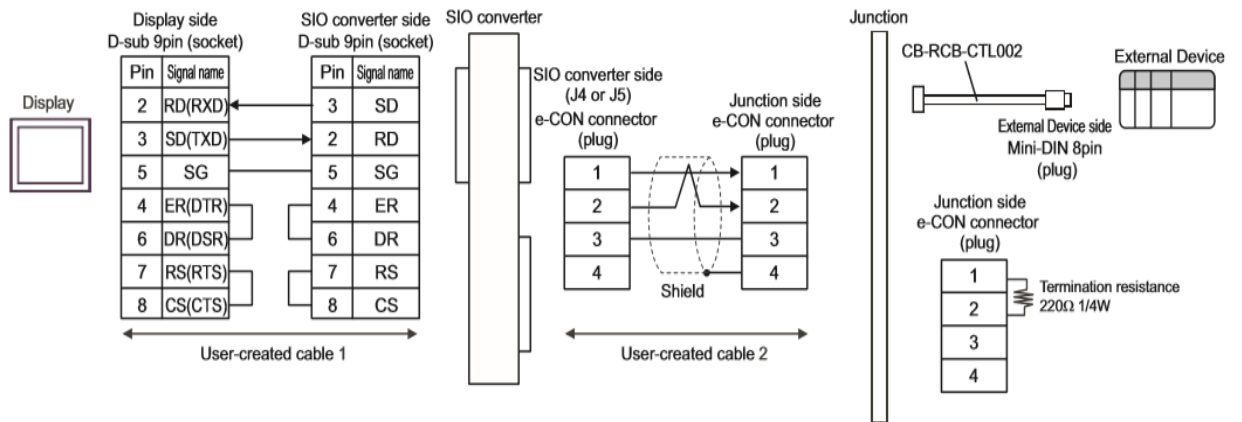 Display
Display side
D-sub 9pin (socket)
Pin Signal name
2 RD(RXD)
3 SD(TXD)
5 SG
4 ER(DTR)
6 DR(DSR)
7 RS(RTS)
8 CS(CTS)
SIO converter side
D-sub 9pin (socket)
Pin Signal name
3 SD
2 RD
5 SG
4 ER
6 DR
7 RS
8 CS
User-created cable 1
SIO converter
SIO converter side
(J4 or J5)
e-CON connector
(plug)
1
2
3
4
Shield
Junction side
e-CON connector
(plug)
1
2
3
4
User-created cable 2
Junction
CB-RCB-CTL002
External Device
External Device side
Mini-DIN 8pin
(plug)
Junction side
e-CON connector
(plug)
1
2
3
4
Termination resistance
220Ω 1/4W